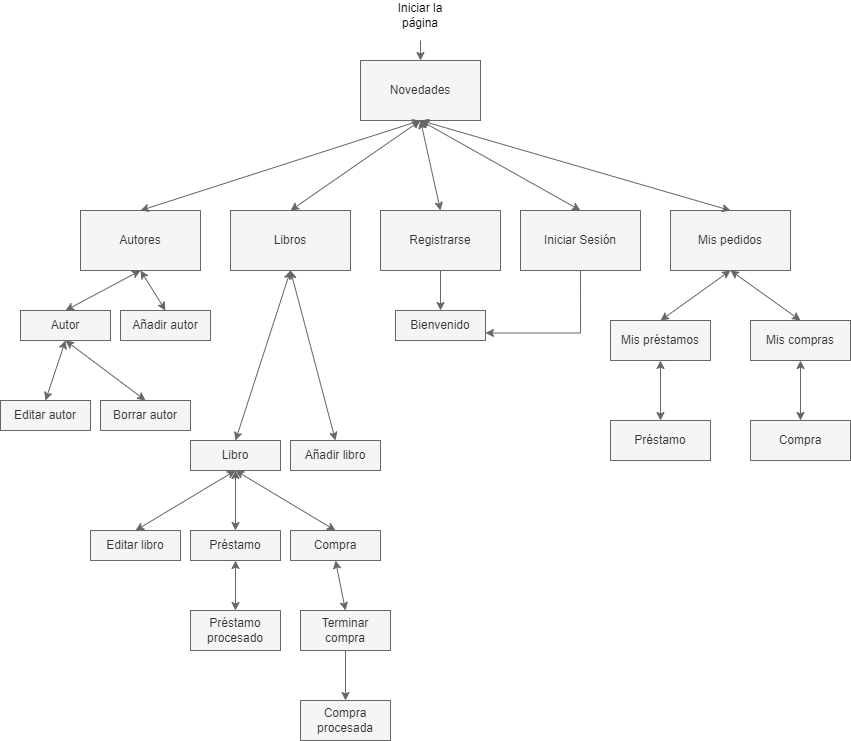 Iniciar la
página
Novedades
Autores
Libros
Registrarse
Iniciar Sesión
Mis pedidos
Autor
Añadir autor
Bienvenido
Mis préstamos
Mis compras
Editar autor
Borrar autor
Préstamo
Compra
Libro
Añadir libro
Editar libro
Préstamo
Compra
Préstamo
procesado
Terminar
compra
Compra
procesada